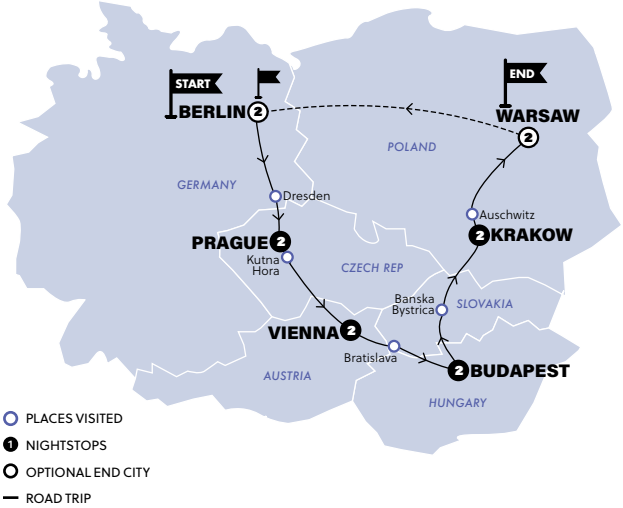 START
END
BERLIN
2
WARSAW
2
POLAND
GERMANY
Dresden
Auschwitz
PRAGUE
2
2
KRAKOW
Kutna
Hora
CZECH REP
Banska
Bystrica
SLOVAKIA
VIENNA
2
Bratislava
2
BUDAPEST
AUSTRIA
HUNGARY
PLACES VISITED
1 NIGHTSTOPS
OPTIONAL END CITY
ROAD TRIP